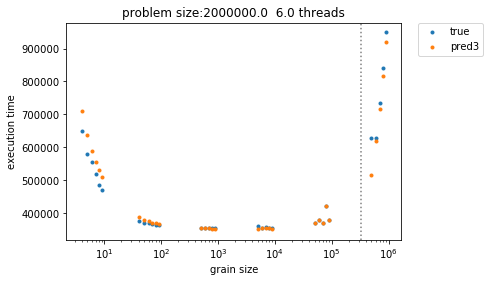 problem size:2000000.0  6.0 threads
true
pred3
900000
800000
700000
600000
500000
400000
execution time
10^1
10^2
10^3
10^4
10^5
10^6
grain size